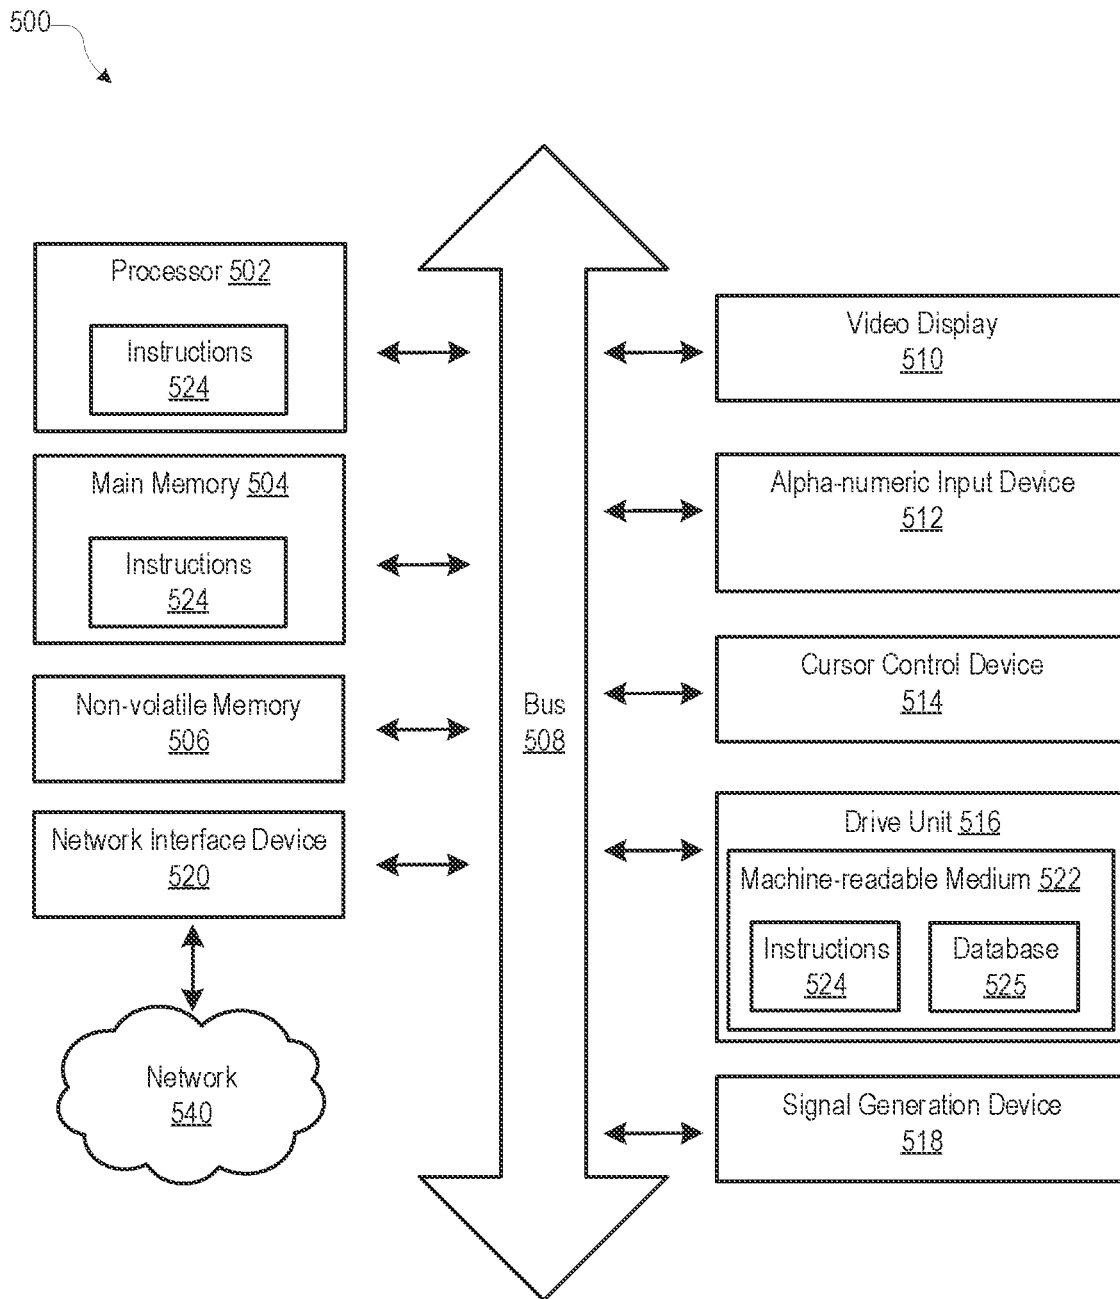 500
Processor 502
Instructions
524
Main Memory 504
Instructions
524
Non-volatile Memory
506
Network Interface Device
520
Network
540
Bus
508
Video Display
510
Alpha-numeric Input Device
512
Cursor Control Device
514
Drive Unit 516
Machine-readable Medium 522
Instructions
524
Database
525
Signal Generation Device
518